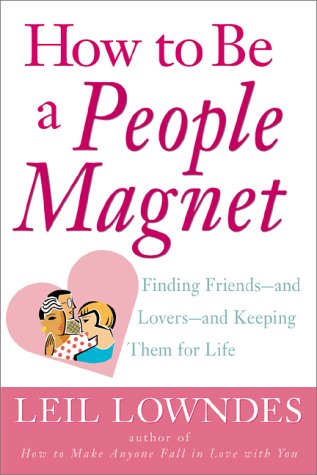 How to Be
a People
Magnet
Finding Friends—and
Lovers—and Keeping
Them for Life
LEIL LOWNDES
author of
How to Make Anyone Fall in Love with You